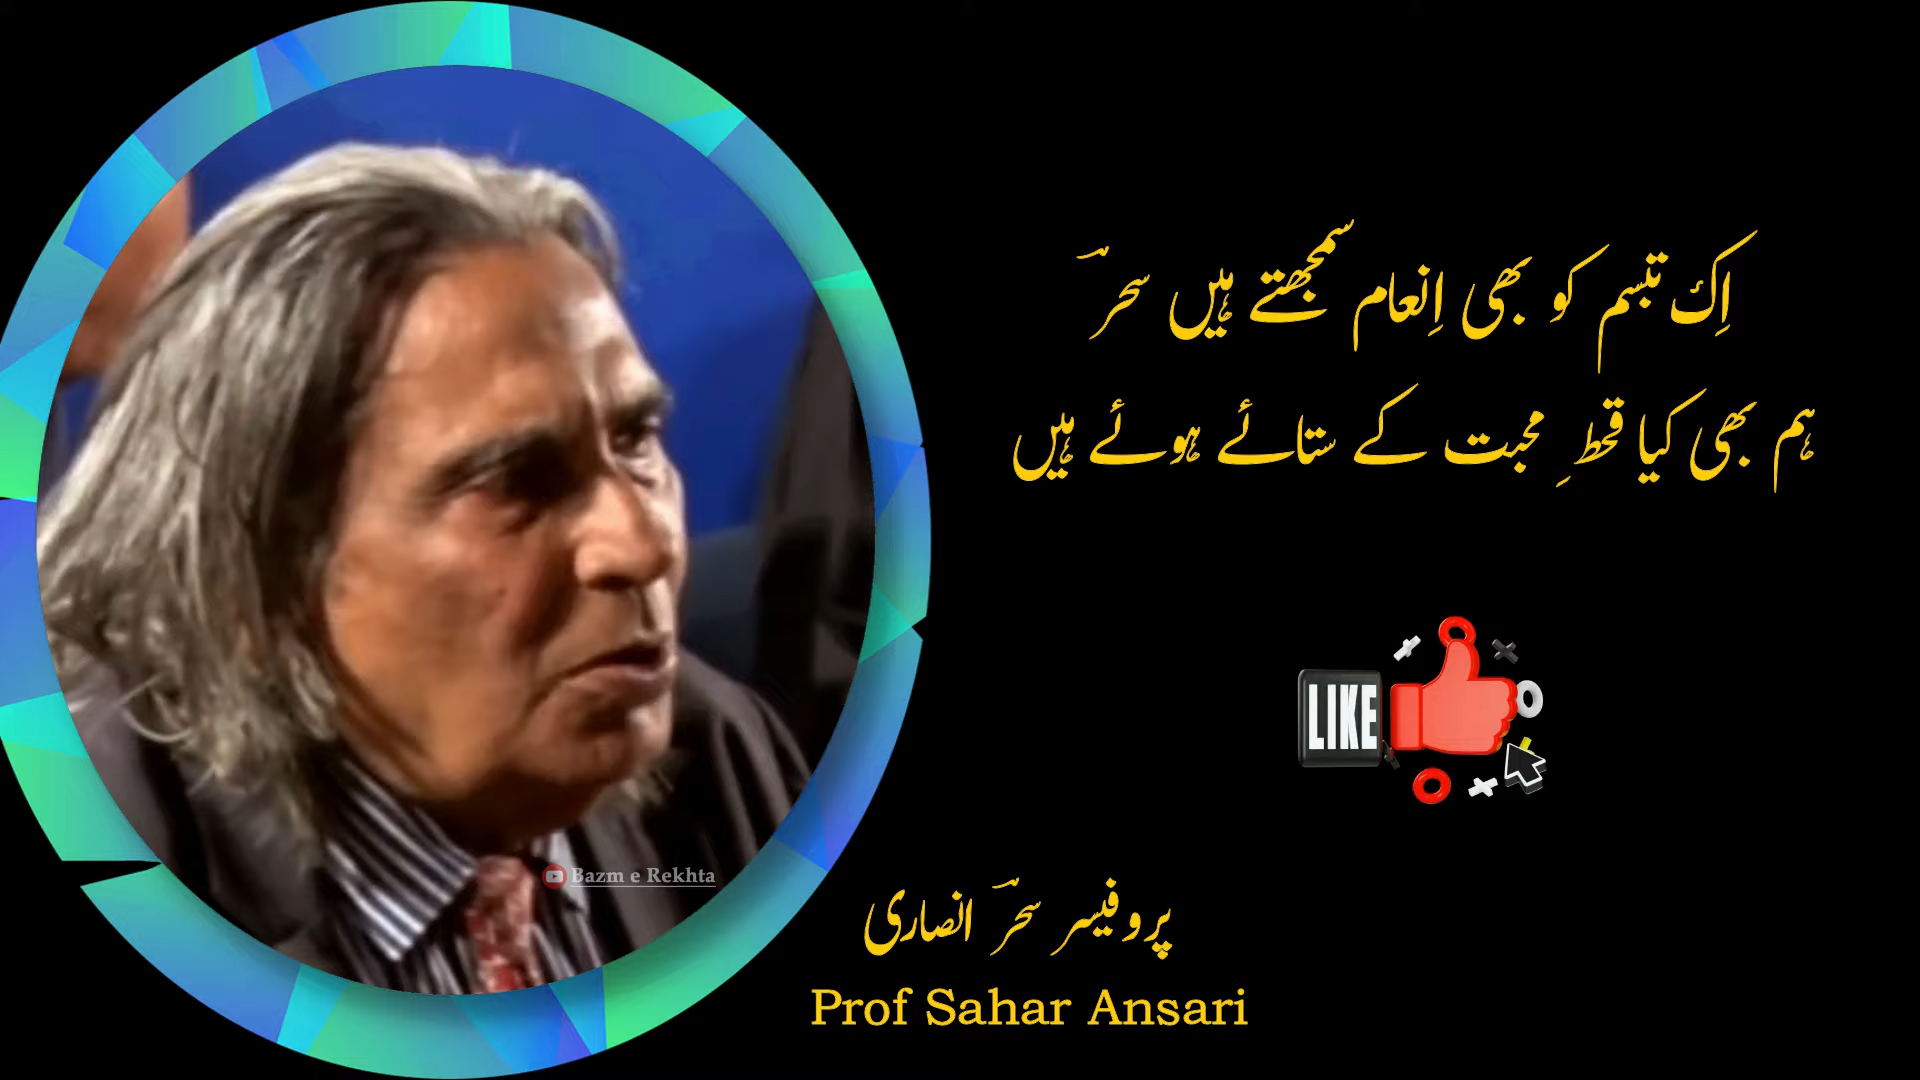 اِک تبسم کو بھی اِنعام سمجھتے ہیں سحرؔ
ہم بھی کیا قحطِ محبت کے ستائے ہوئے ہیں
LIKE
Bazm e Rekhta
پروفیسر سحرؔ انصاری
Prof Sahar Ansari